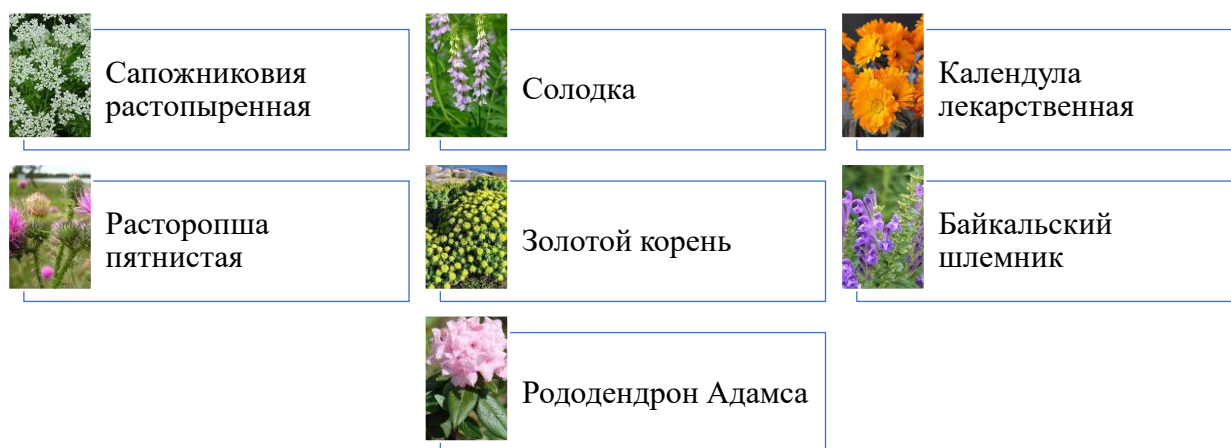 Сапожниковия
растопыренная
Солодка
Календула
лекарственная
Расторопша
пятнистая
Золотой корень
Байкальский
шлемник
Рододендрон Адамса